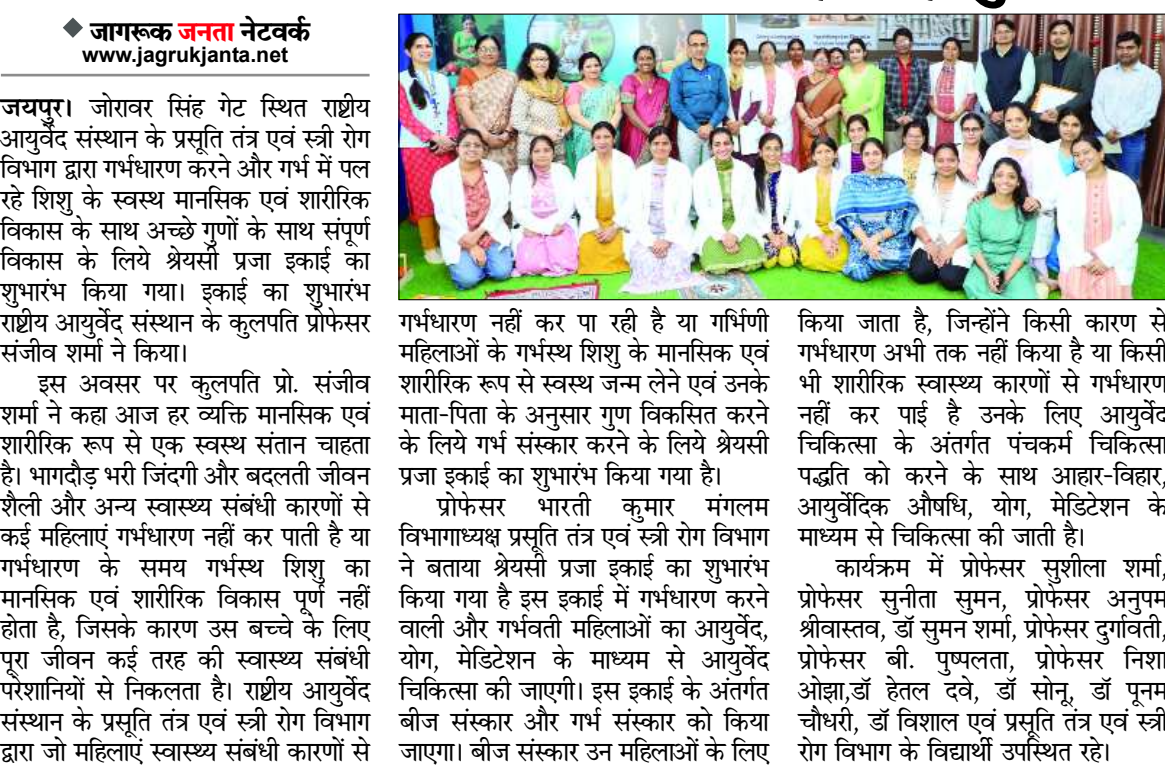 ◆ जागरूक जनता नेटवर्क
www.jagrukjanta.net
जयपुर। जोरावर सिंह गेट स्थित राष्ट्रीय
आयुर्वेद संस्थान के प्रसूति तंत्र एवं स्त्री रोग
विभाग द्वारा गर्भधारण करने और गर्भ में पल
रहे शिशु के स्वस्थ मानसिक एवं शारीरिक
विकास के साथ अच्छे गुणों के साथ संपूर्ण
विकास के लिये श्रेयसी प्रजा इकाई का
शुभारंभ किया गया। इकाई का शुभारंभ
राष्ट्रीय आयुर्वेद संस्थान के कुलपति प्रोफेसर
संजीव शर्मा ने किया।
इस अवसर पर कुलपति प्रो. संजीव
शर्मा ने कहा आज हर व्यक्ति मानसिक एवं
शारीरिक रूप से एक स्वस्थ संतान चाहता
है। भागदौड़ भरी जिंदगी और बदलती जीवन
शैली और अन्य स्वास्थ्य संबंधी कारणों से
कई महिलाएं गर्भधारण नहीं कर पाती है या
गर्भधारण के समय गर्भस्थ शिशु का
मानसिक एवं शारीरिक विकास पूर्ण नहीं
होता है, जिसके कारण उस बच्चे के लिए
पूरा जीवन कई तरह की स्वास्थ्य संबंधी
परेशानियों से निकलता है। राष्ट्रीय आयुर्वेद
संस्थान के प्रसूति तंत्र एवं स्त्री रोग विभाग
द्वारा जो महिलाएं स्वास्थ्य संबंधी कारणों से
गर्भधारण नहीं कर पा रही है या गर्भिणी
महिलाओं के गर्भस्थ शिशु के मानसिक एवं
शारीरिक रूप से स्वस्थ जन्म लेने एवं उनके
माता-पिता के अनुसार गुण विकसित करने
के लिये गर्भ संस्कार करने के लिये श्रेयसी
प्रजा इकाई का शुभारंभ किया गया है।
प्रोफेसर भारती कुमार मंगलम
विभागाध्यक्ष प्रसूति तंत्र एवं स्त्री रोग विभाग
ने बताया श्रेयसी प्रजा इकाई का शुभारंभ
किया गया है इस इकाई में गर्भधारण करने
वाली और गर्भवती महिलाओं का आयुर्वेद,
योग, मेडिटेशन के माध्यम से आयुर्वेद
चिकित्सा की जाएगी। इस इकाई के अंतर्गत
बीज संस्कार और गर्भ संस्कार को किया
जाएगा। बीज संस्कार उन महिलाओं के लिए
किया जाता है, जिन्होंने किसी कारण से
गर्भधारण अभी तक नहीं किया है या किसी
भी शारीरिक स्वास्थ्य कारणों से गर्भधारण
नहीं कर पाई है उनके लिए आयुर्वेद
चिकित्सा के अंतर्गत पंचकर्म चिकित्सा
पद्धति को करने के साथ आहार-विहार,
आयुर्वेदिक औषधि, योग, मेडिटेशन के
माध्यम से चिकित्सा की जाती है।
कार्यक्रम में प्रोफेसर सुशीला शर्मा,
प्रोफेसर सुनीता सुमन, प्रोफेसर अनुपम
श्रीवास्तव, डॉ सुमन शर्मा, प्रोफेसर दुर्गावती,
प्रोफेसर बी. पुष्पलता, प्रोफेसर निशा
ओझा,डॉ हेतल दवे, डॉ सोनू, डॉ पूनम
चौधरी, डॉ विशाल एवं प्रसूति तंत्र एवं स्त्री
रोग विभाग के विद्यार्थी उपस्थित रहे।